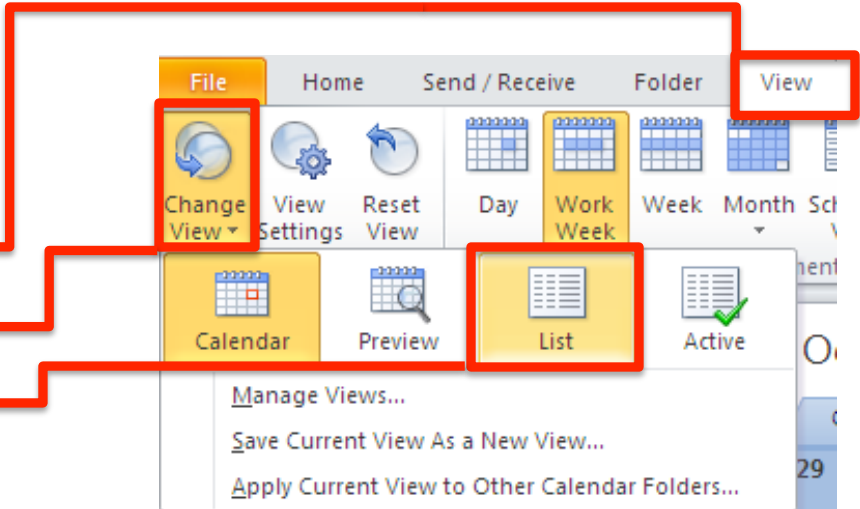 File Home Send / Receive Folder View
Change View View Reset Day Work Week Month
View Settings View Week
Calendar Preview List Active
Manage Views...
Save Current View As a New View...
29
Apply Current View to Other Calendar Folders...